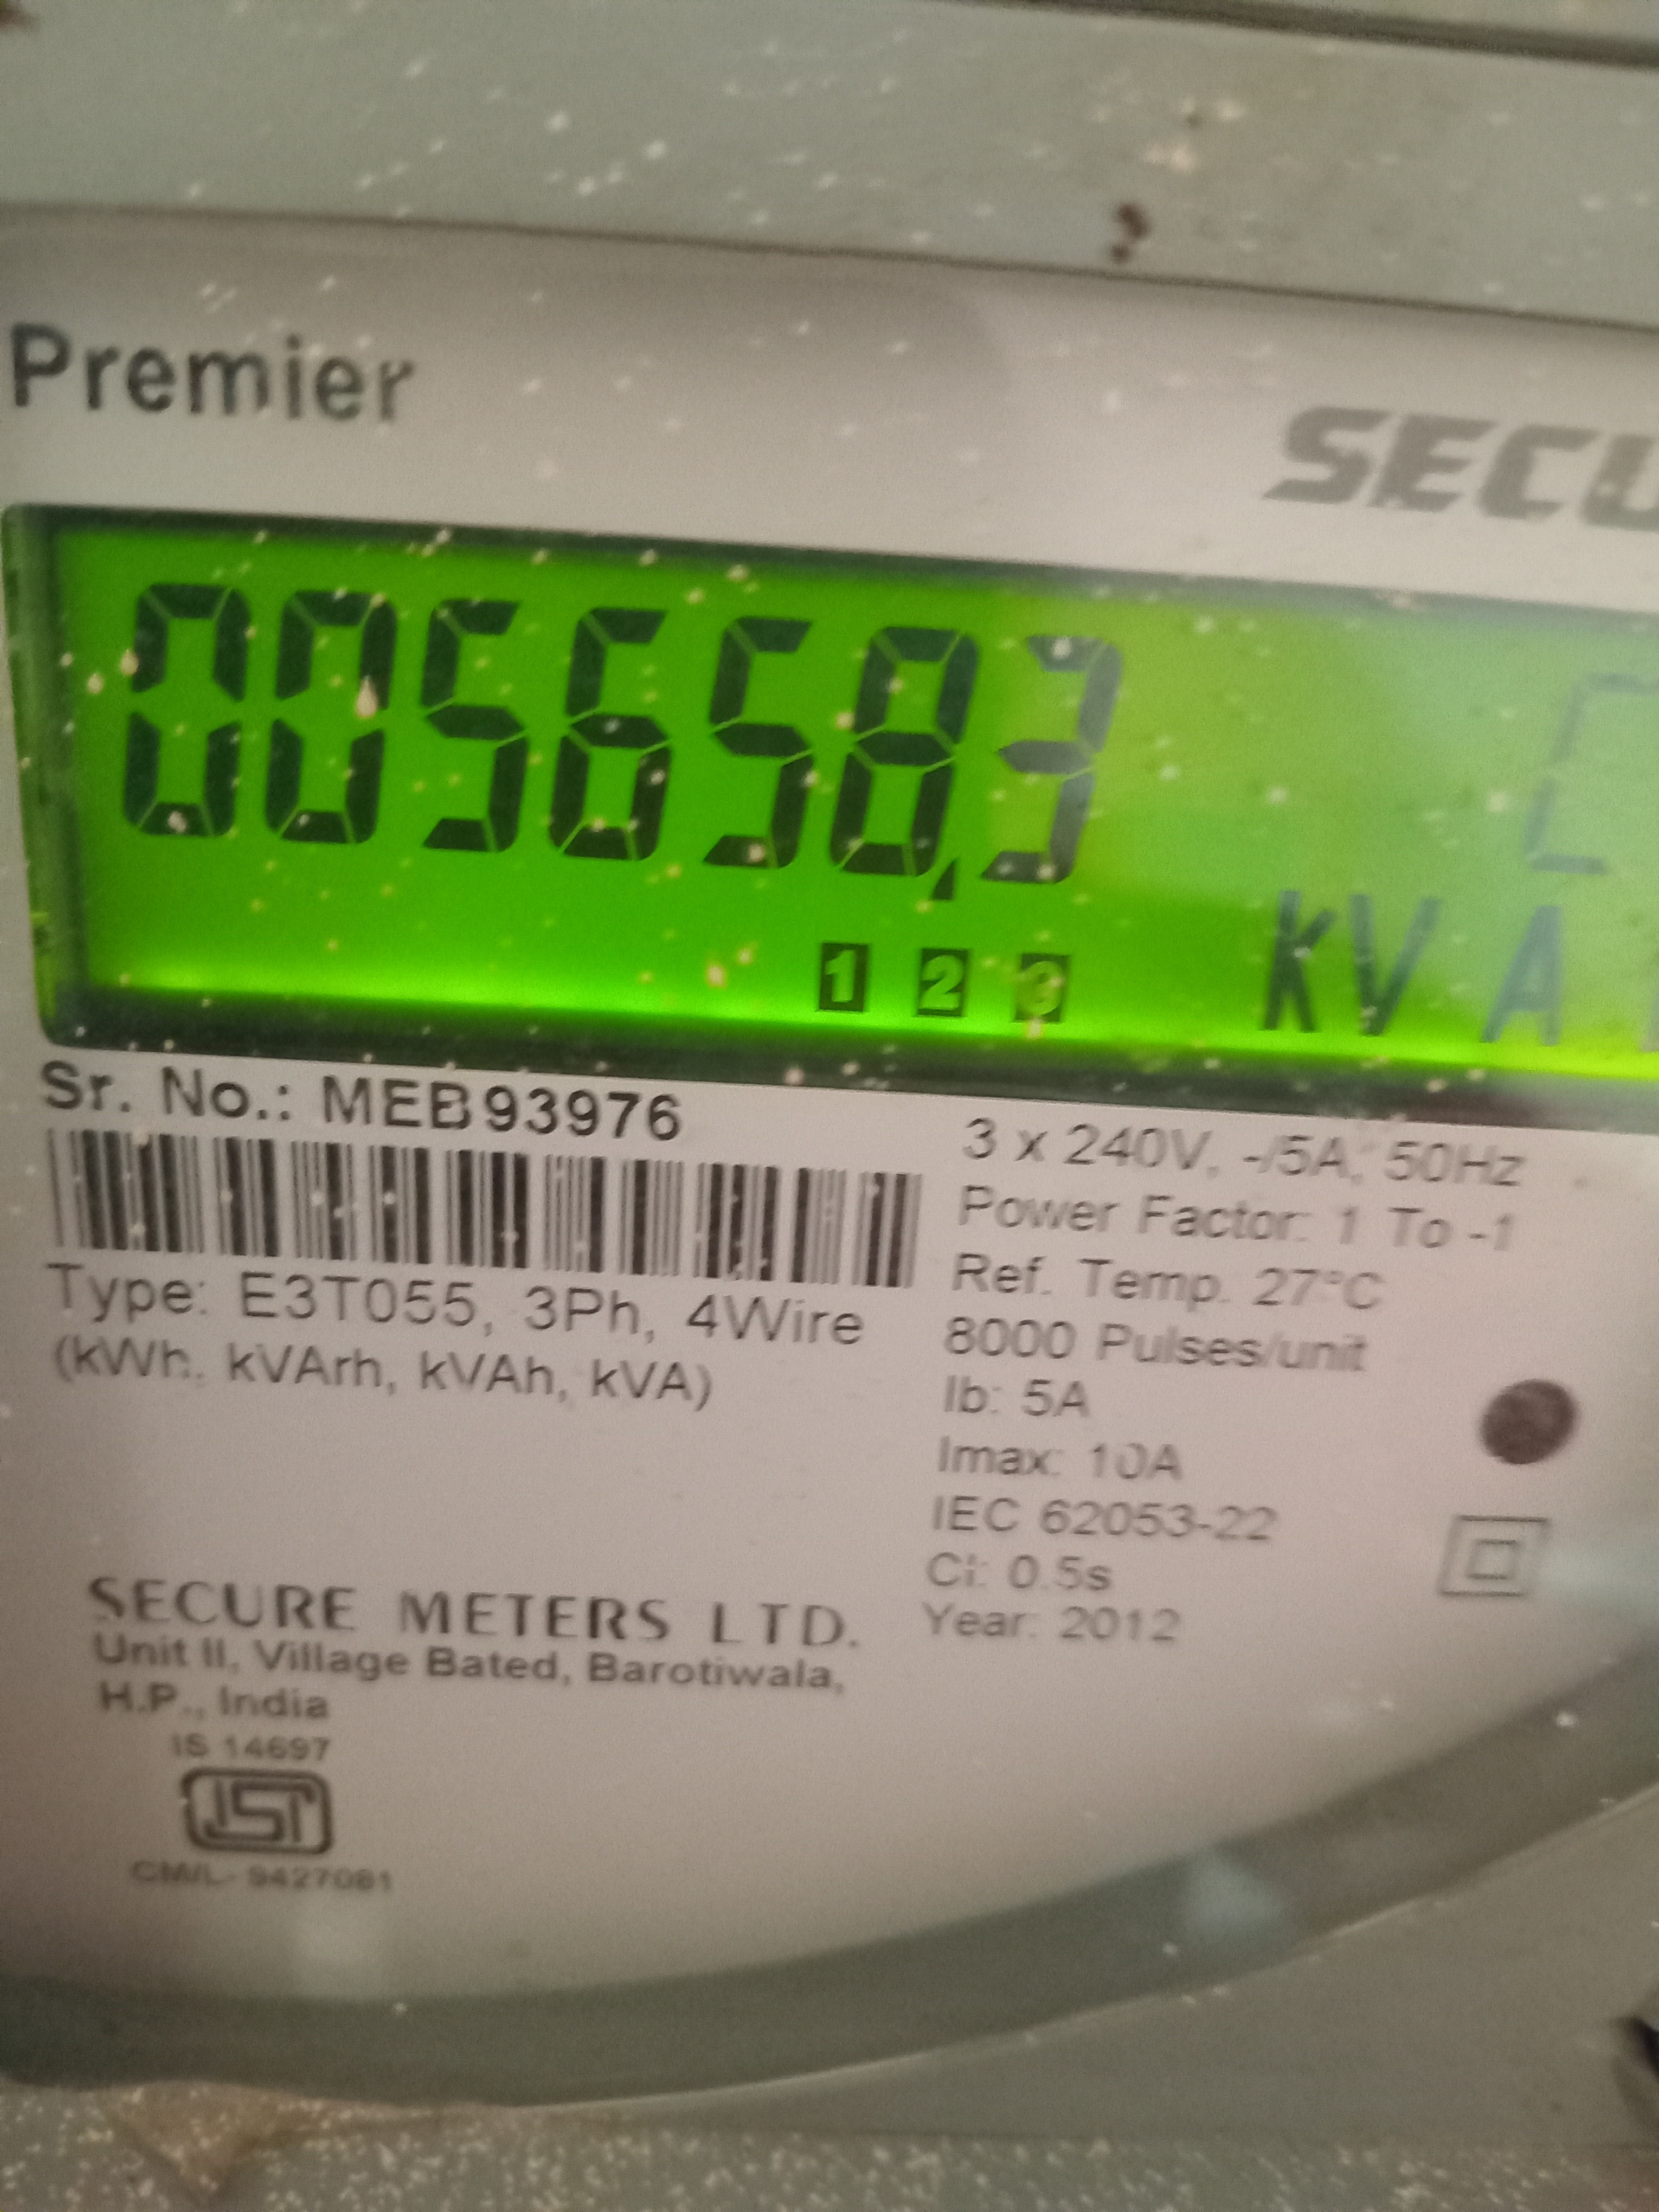 Premier
SECU
005658.3
1 2 3 kVA
Sr. No.: MEB93976
Type: E3T055, 3Ph, 4Wire
(kWh, kVArh, kVAh, kVA)
3 x 240V, -/5A, 50Hz
Power Factor: 1 To -1
Ref. Temp. 27°C
8000 Pulses/unit
Ib: 5A
Imax: 10A
IEC 62053-22
Cl: 0.5s
Year: 2012
SECURE METERS LTD.
Unit II, Village Bated, Barotiwala,
H.P., India
IS 14697
ISI
CM/L- 9427081